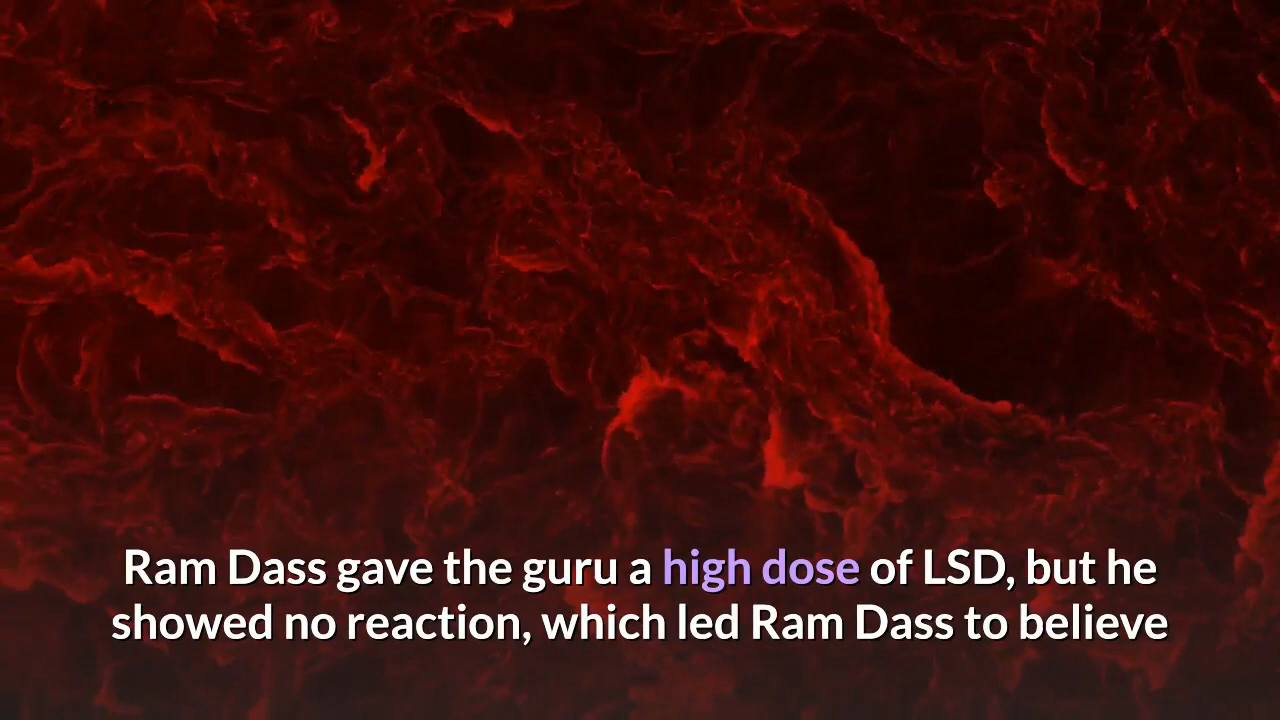 Ram Dass gave the guru a high dose of LSD, but he
showed no reaction, which led Ram Dass to believe